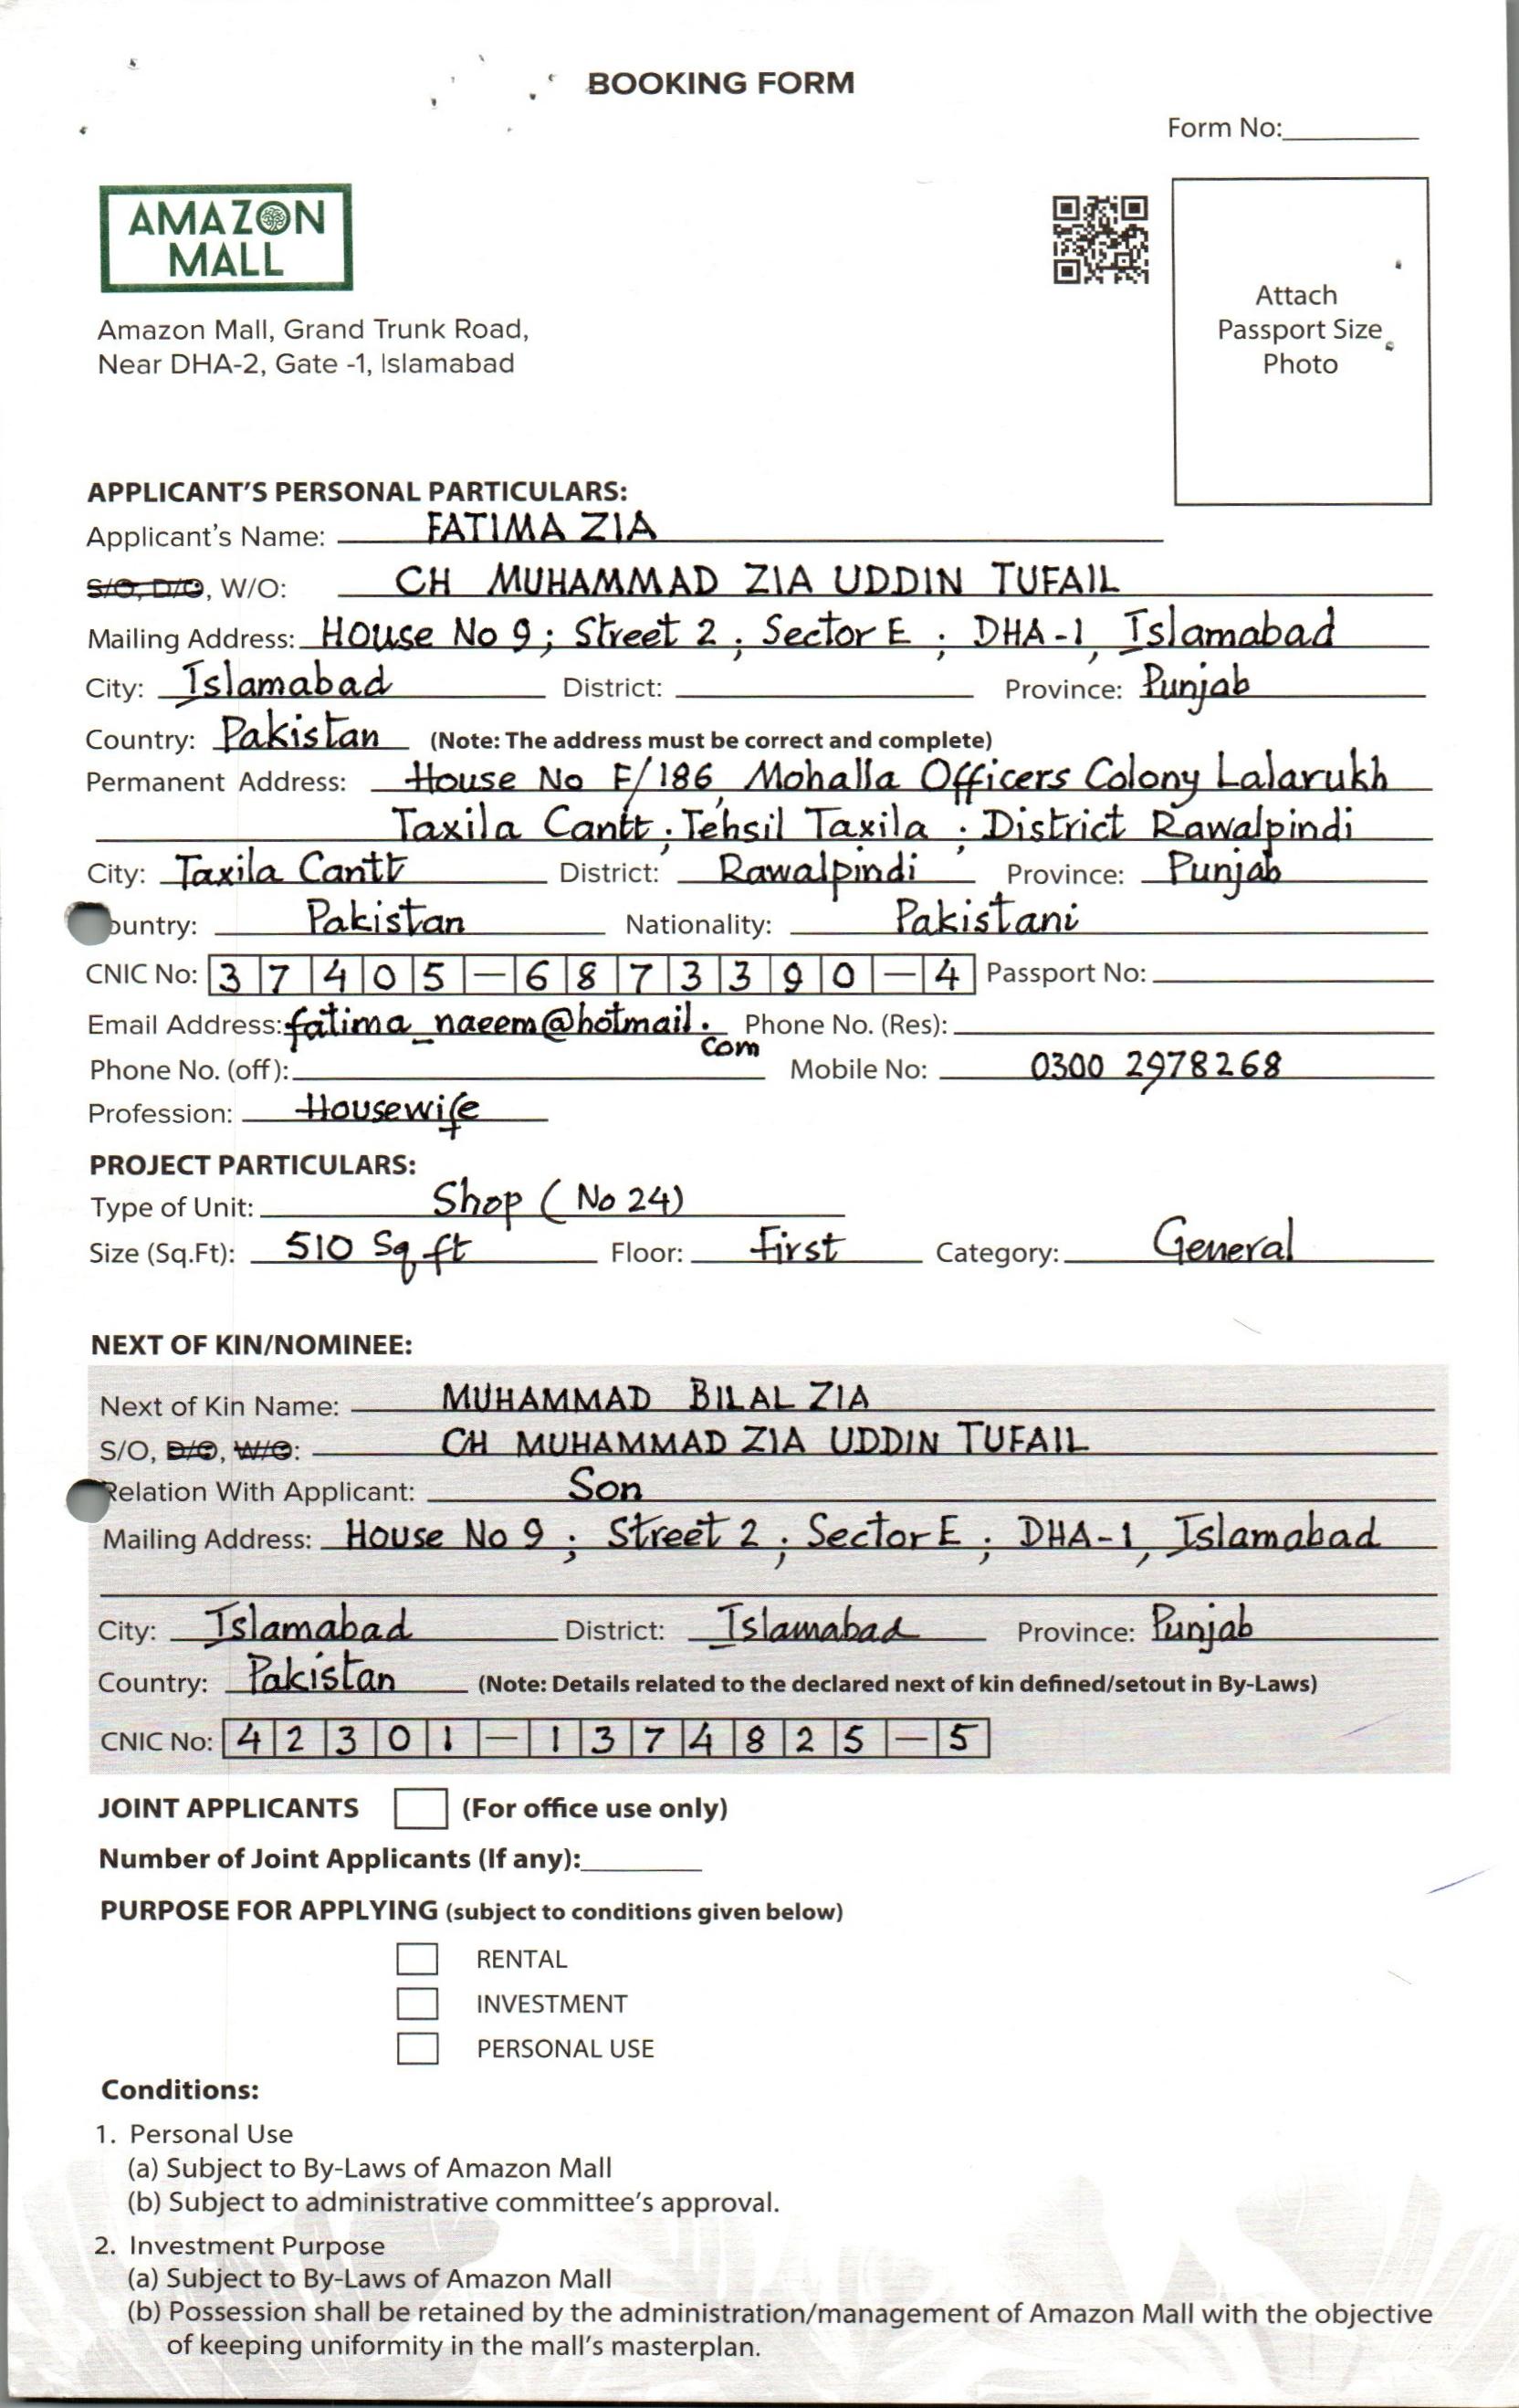 BOOKING FORM
Form No:
AMAZON
MALL
Amazon Mall, Grand Trunk Road,
Near DHA-2, Gate -1, Islamabad
Attach
Passport Size
Photo
APPLICANT'S PERSONAL PARTICULARS:
Applicant's Name: FATIMA ZIA
S/O, D/O, W/O: CH MUHAMMAD ZIA UDDIN TUFAIL
Mailing Address: House No 9; Street 2; Sector E; DHA-1, Islamabad
City: Islamabad District: Province: Punjab
Country: Pakistan (Note: The address must be correct and complete)
Permanent Address: House No F/186, Mohalla Officers Colony Lalarukh
Taxila Cantt; Tehsil Taxila; District Rawalpindi
City: Taxila Cantt District: Rawalpindi Province: Punjab
ountry: Pakistan Nationality: Pakistani
CNIC No: 37405-6873390-4 Passport No:
Email Address: fatima_naeem@hotmail. Phone No. (Res):
com
Phone No. (off): Mobile No: 0300 2978268
Profession: Housewife
PROJECT PARTICULARS:
Type of Unit: Shop (No 24)
Size (Sq.Ft): 510 Sq ft Floor: First Category: General
NEXT OF KIN/NOMINEE:
Next of Kin Name: MUHAMMAD BILAL ZIA
S/O, D/O, W/O: CH MUHAMMAD ZIA UDDIN TUFAIL
Relation With Applicant: Son
Mailing Address: House No 9; Street 2; Sector E; DHA-1, Islamabad
City: Islamabad District: Islamabad Province: Punjab
Country: Pakistan (Note: Details related to the declared next of kin defined/setout in By-Laws)
CNIC No: 42301-1374825-5
JOINT APPLICANTS (For office use only)
Number of Joint Applicants (If any):
PURPOSE FOR APPLYING (subject to conditions given below)
RENTAL
INVESTMENT
PERSONAL USE
Conditions:
1. Personal Use
(a) Subject to By-Laws of Amazon Mall
(b) Subject to administrative committee's approval.
2. Investment Purpose
(a) Subject to By-Laws of Amazon Mall
(b) Possession shall be retained by the administration/management of Amazon Mall with the objective
of keeping uniformity in the mall's masterplan.